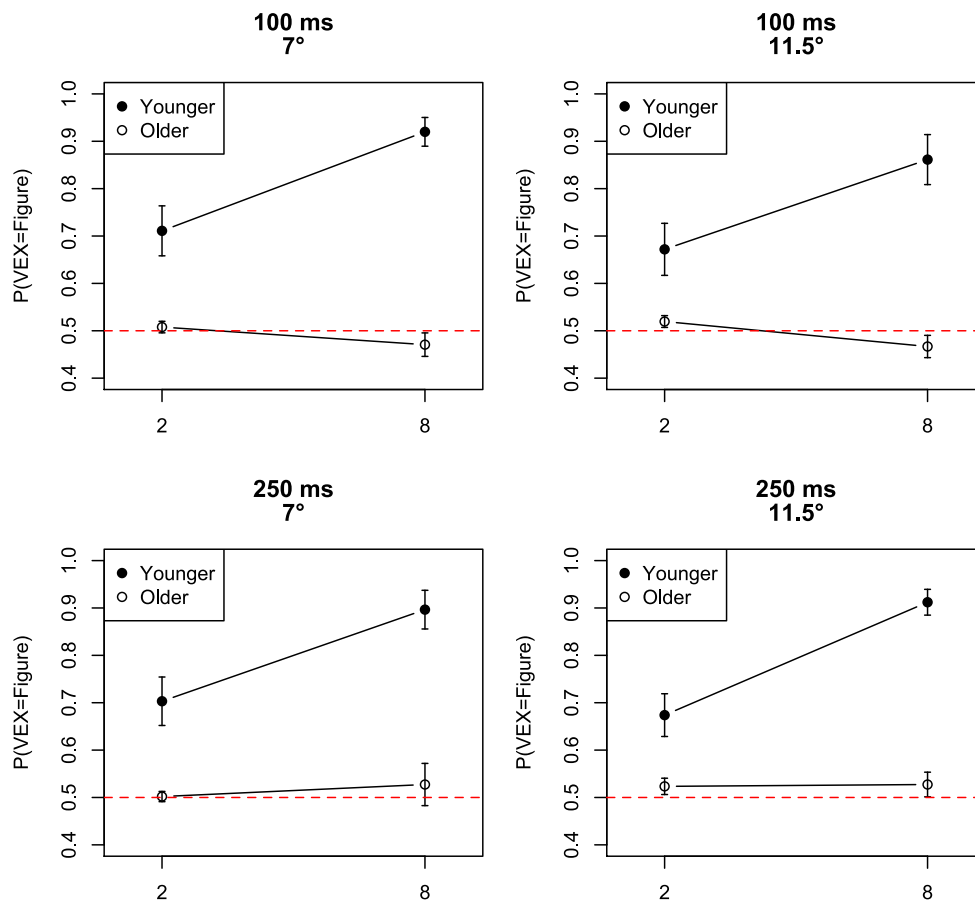 100 ms
7°
P(VEX=Figure)
1.0
0.9
0.8
0.7
0.6
0.5
0.4
Younger
Older
2 8
100 ms
11.5°
P(VEX=Figure)
1.0
0.9
0.8
0.7
0.6
0.5
0.4
Younger
Older
2 8
250 ms
7°
P(VEX=Figure)
1.0
0.9
0.8
0.7
0.6
0.5
0.4
Younger
Older
2 8
250 ms
11.5°
P(VEX=Figure)
1.0
0.9
0.8
0.7
0.6
0.5
0.4
Younger
Older
2 8